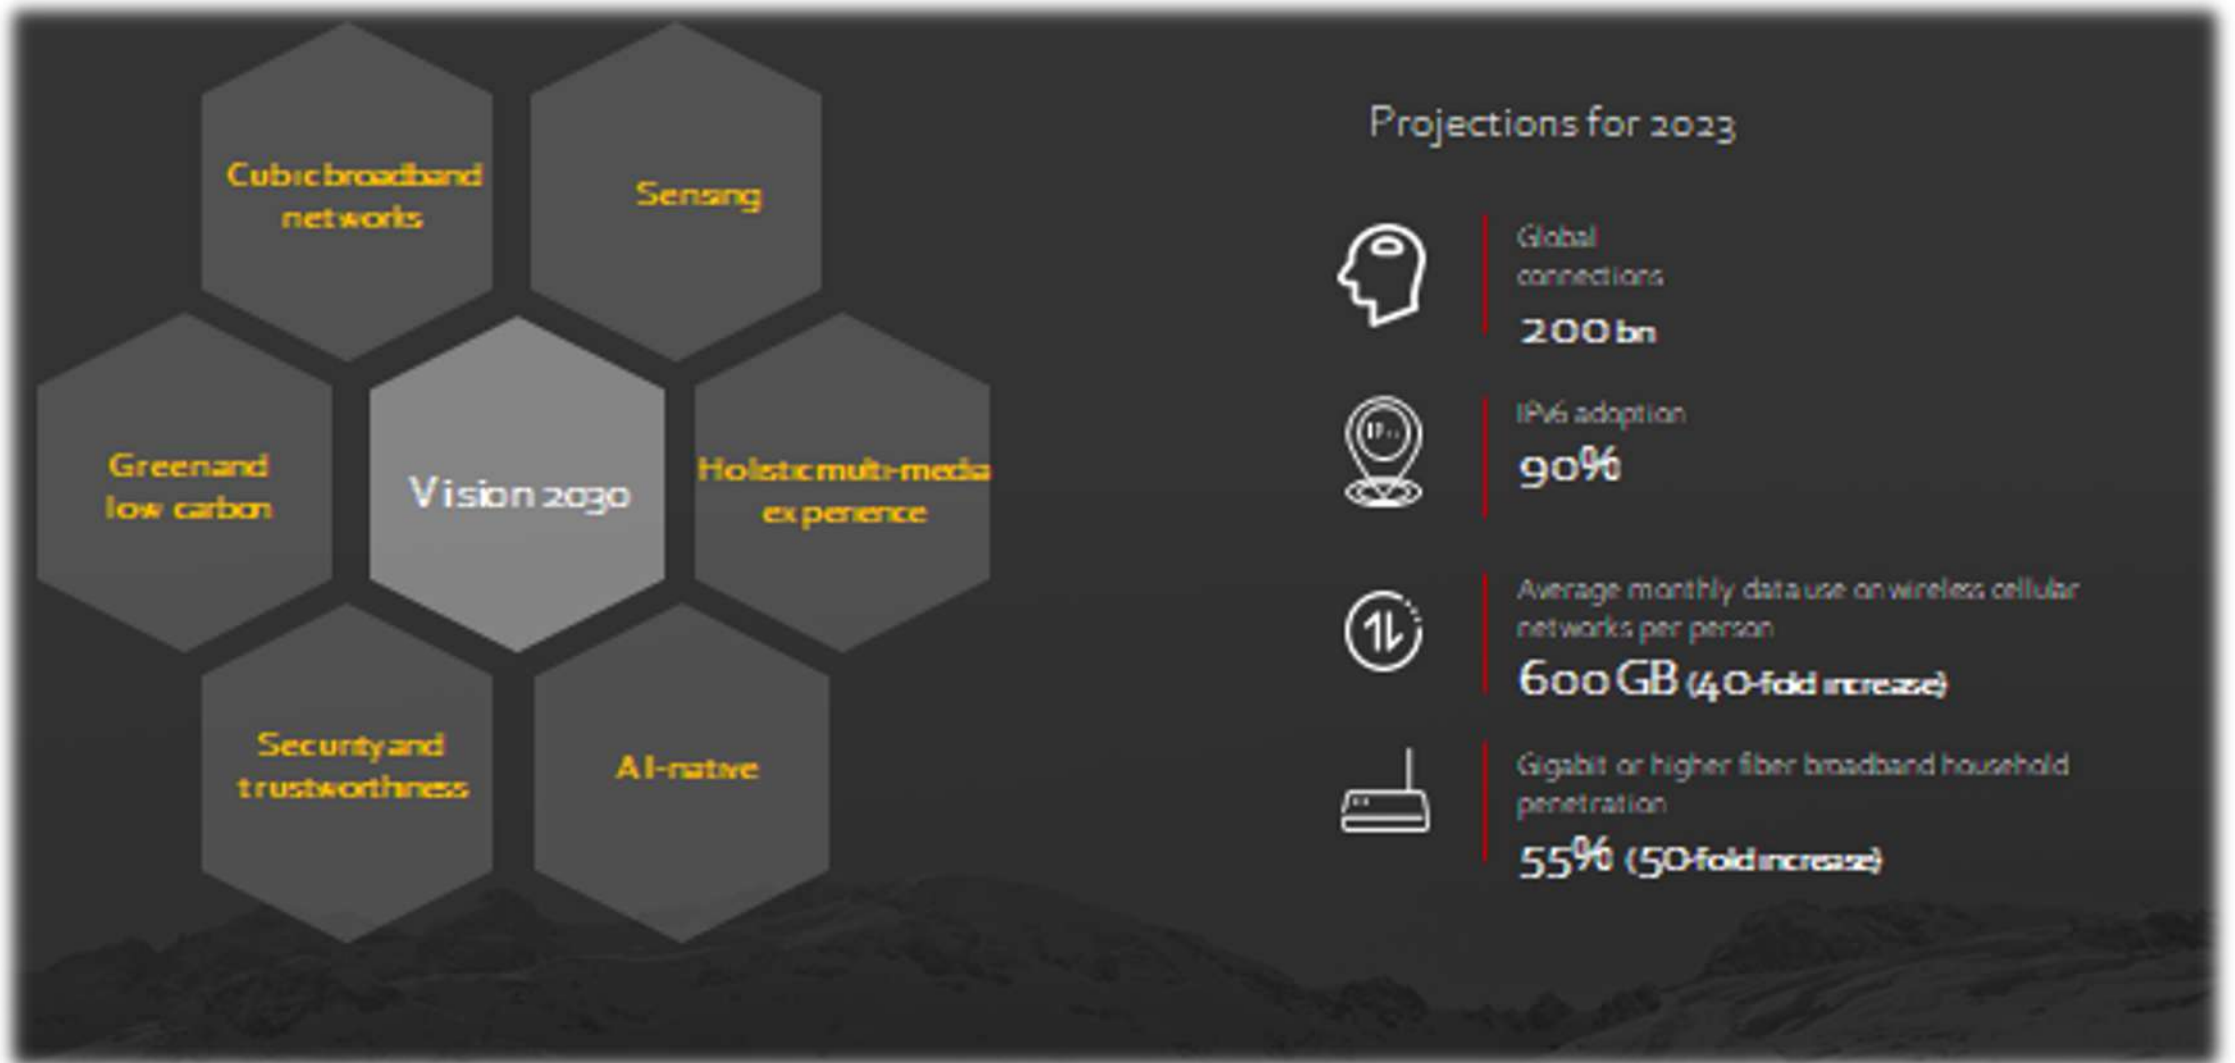 Cubic broadband
networks
Sensing
Green and
low carbon
Vision 2030
Holistic multi-media
experience
Security and
trustworthiness
AI-native
Projections for 2023
Global
connections
200 bn
IPv6 adoption
90%
Average monthly data use on wireless cellular
networks per person
600 GB (40-fold increase)
Gigabit or higher fiber broadband household
penetration
55% (50-fold increase)